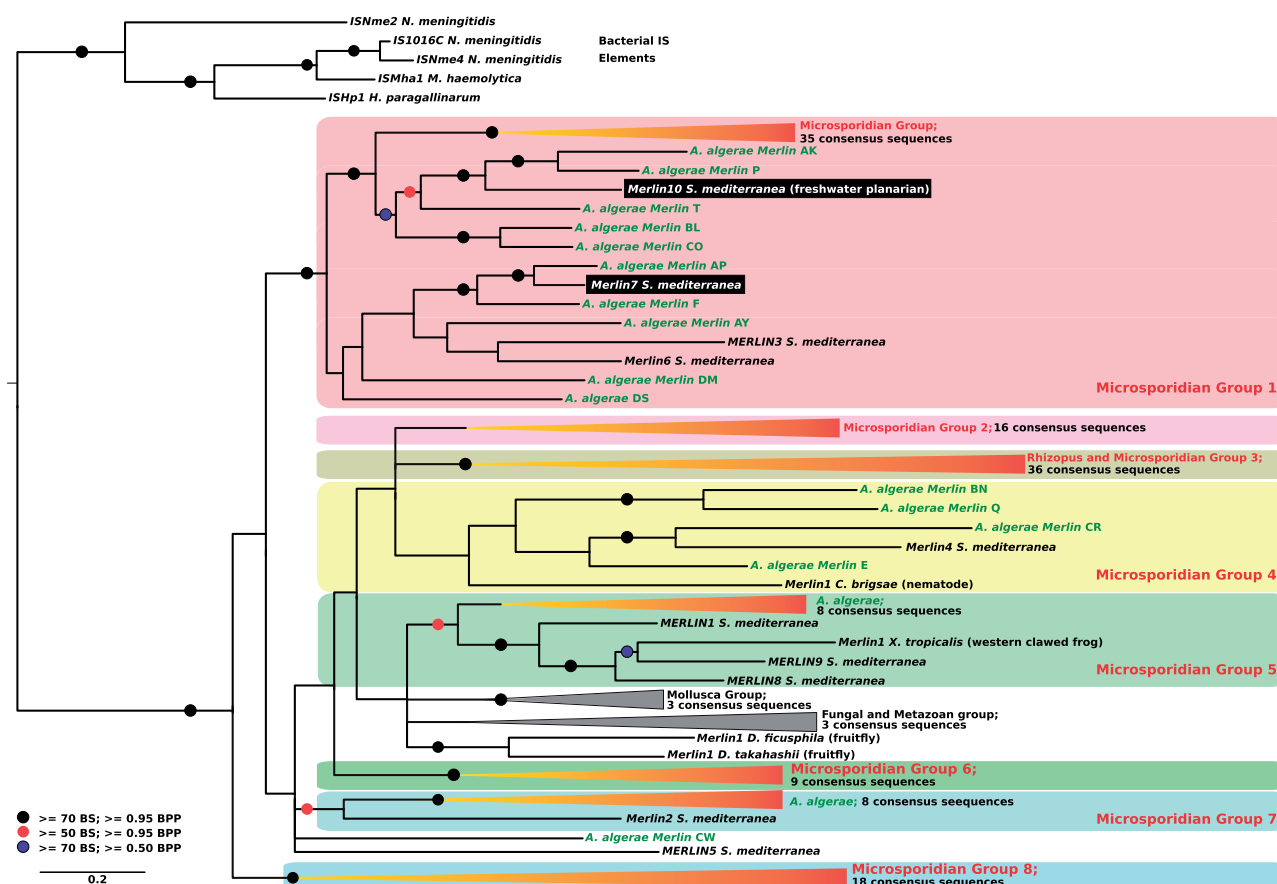 ISNme2 N. meningitidis
IS1016C N. meningitidis
Bacterial IS
ISNme4 N. meningitidis
Elements
ISMha1 M. haemolytica
ISHp1 H. paragallinarum
Microsporidian Group;
35 consensus sequences
A. algerae Merlin AK
A. algerae Merlin P
Merlin10 S. mediterranea (freshwater planarian)
A. algerae Merlin T
A. algerae Merlin BL
A. algerae Merlin CO
A. algerae Merlin AP
Merlin7 S. mediterranea
A. algerae Merlin F
A. algerae Merlin AY
MERLIN3 S. mediterranea
Merlin6 S. mediterranea
A. algerae Merlin DM
Microsporidian Group 1
A. algerae DS
Microsporidian Group 2; 16 consensus sequences
Rhizopus and Microsporidian Group 3;
36 consensus sequences
A. algerae Merlin BN
A. algerae Merlin Q
A. algerae Merlin CR
Merlin4 S. mediterranea
A. algerae Merlin E
Microsporidian Group 4
Merlin1 C. brigsae (nematode)
A. algerae;
8 consensus sequences
MERLIN1 S. mediterranea
Merlin1 X. tropicalis (western clawed frog)
MERLIN9 S. mediterranea
Microsporidian Group 5
MERLIN8 S. mediterranea
Mollusca Group;
3 consensus sequences
Fungal and Metazoan group;
3 consensus sequences
Merlin1 D. ficusphila (fruitfly)
Merlin1 D. takahashii (fruitfly)
Microsporidian Group 6;
9 consensus sequences
A. algerae; 8 consensus seequences
Merlin2 S. mediterranea
Microsporidian Group 7
A. algerae Merlin CW
MERLIN5 S. mediterranea
Microsporidian Group 8;
18 consensus sequences
>= 70 BS; >= 0.95 BPP
>= 50 BS; >= 0.95 BPP
>= 70 BS; >= 0.50 BPP
0.2